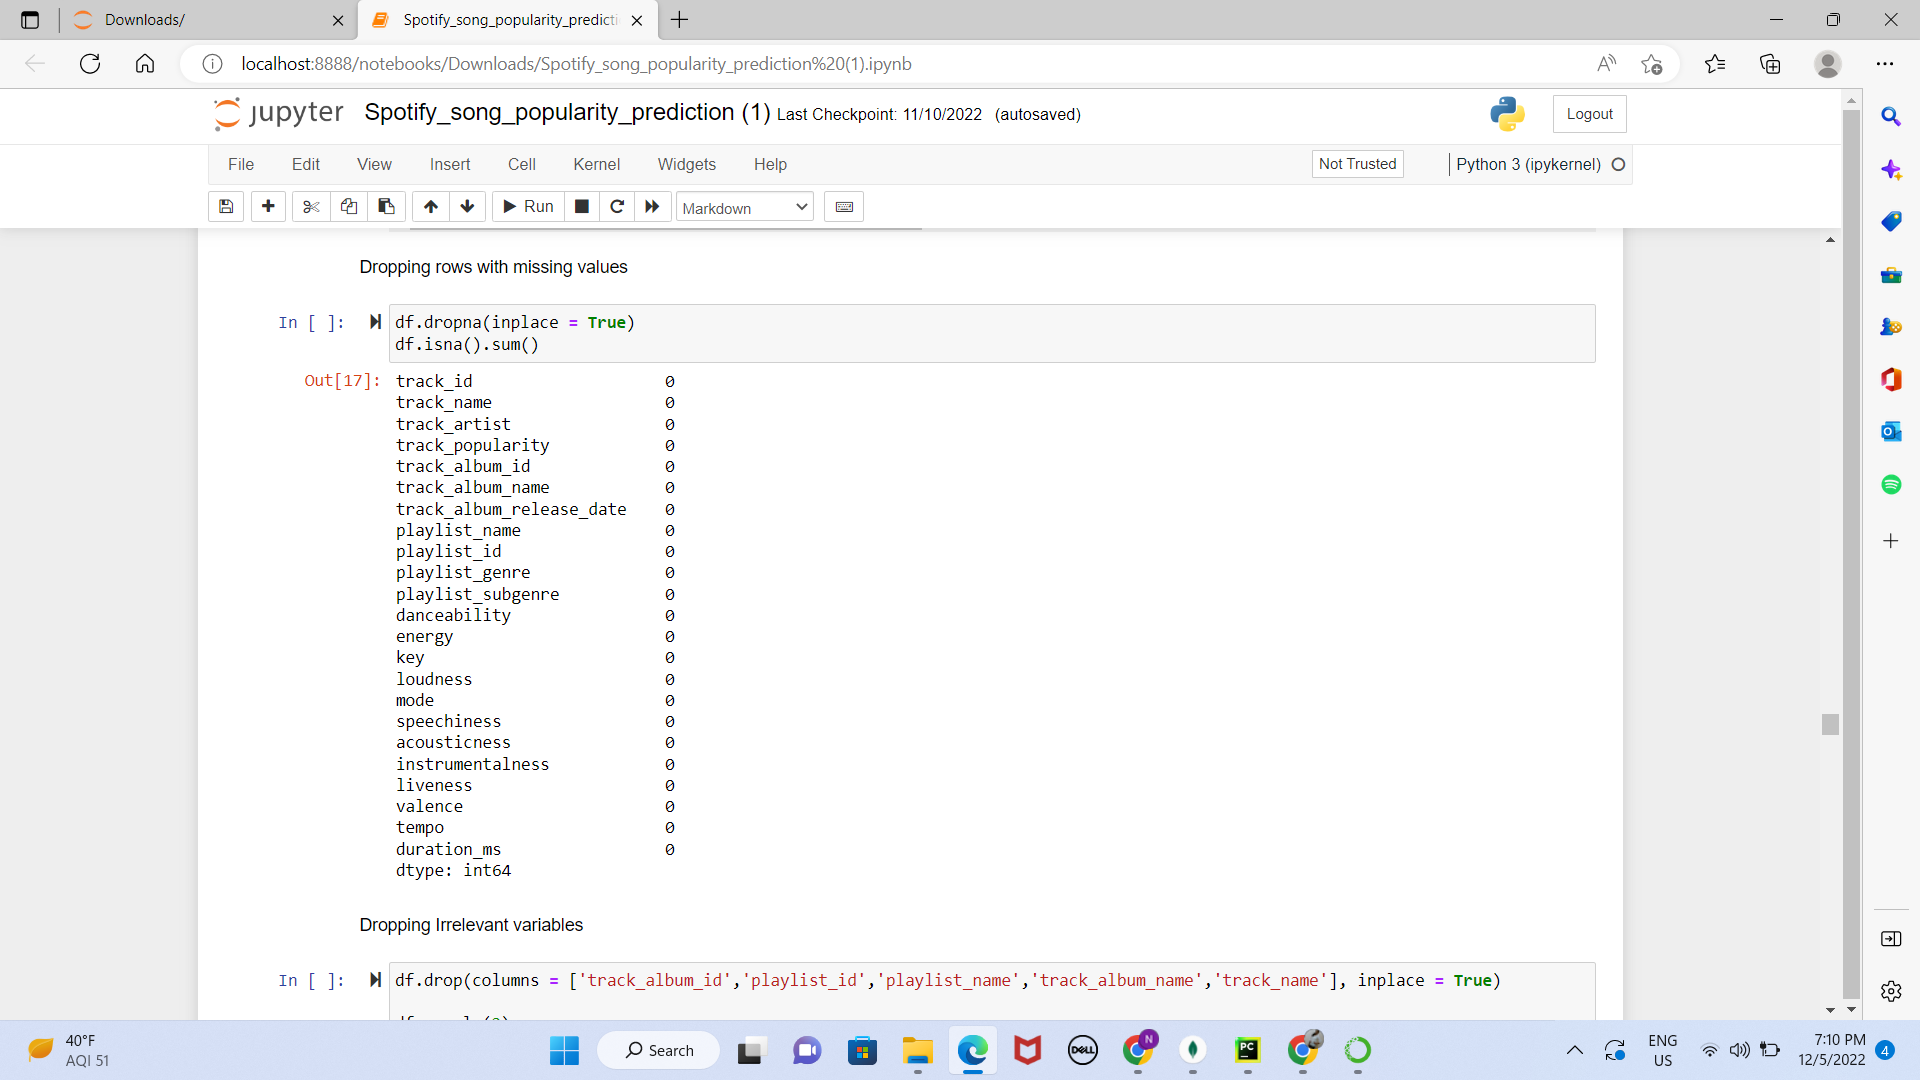 Downloads/
Spotify_song_popularity_predicti
localhost:8888/notebooks/Downloads/Spotify_song_popularity_prediction%20(1).ipynb
jupyter Spotify_song_popularity_prediction (1) Last Checkpoint: 11/10/2022 (autosaved)
Logout
File Edit View Insert Cell Kernel Widgets Help
Not Trusted Python 3 (ipykernel)
Run Markdown
Dropping rows with missing values
In [ ]: df.dropna(inplace = True)
df.isna().sum()
Out[17]: track_id 0
track_name 0
track_artist 0
track_popularity 0
track_album_id 0
track_album_name 0
track_album_release_date 0
playlist_name 0
playlist_id 0
playlist_genre 0
playlist_subgenre 0
danceability 0
energy 0
key 0
loudness 0
mode 0
speechiness 0
acousticness 0
instrumentalness 0
liveness 0
valence 0
tempo 0
duration_ms 0
dtype: int64
Dropping Irrelevant variables
In [ ]: df.drop(columns = ['track_album_id','playlist_id','playlist_name','track_album_name','track_name'], inplace = True)
40°F
AQI 51
Search
DELL
N
PC
ENG
US
7:10 PM
12/5/2022
4